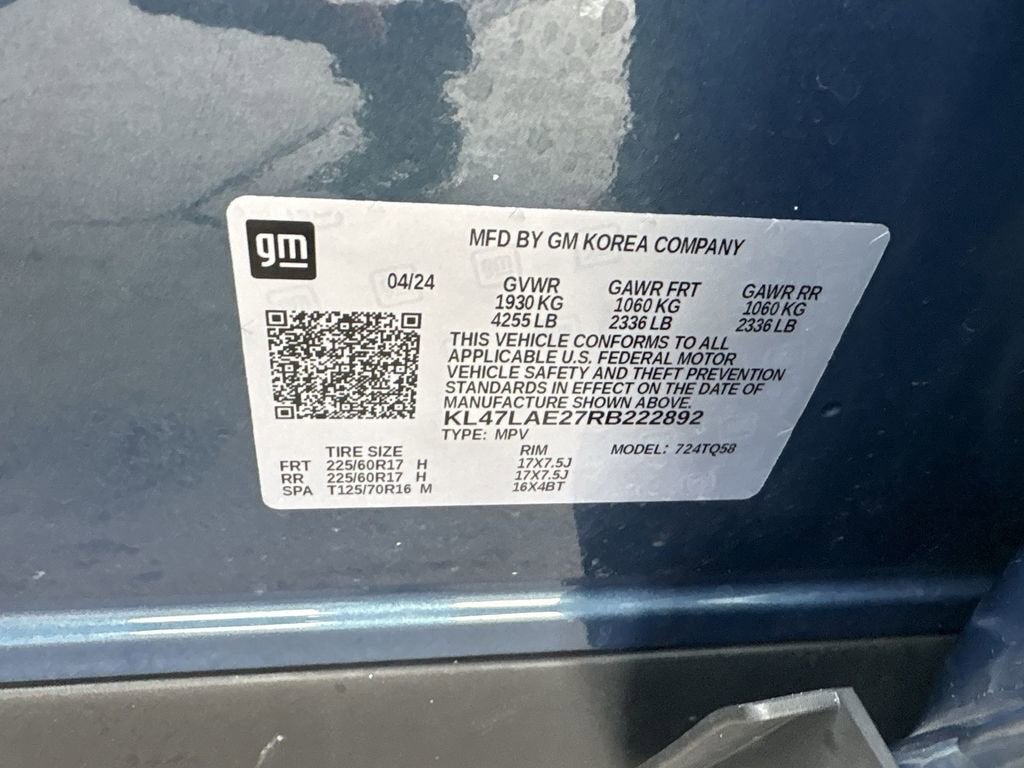 gm
MFD BY GM KOREA COMPANY
04/24 GVWR GAWR FRT GAWR RR
1930 KG 1060 KG 1060 KG
4255 LB 2336 LB 2336 LB
THIS VEHICLE CONFORMS TO ALL
APPLICABLE U.S. FEDERAL MOTOR
VEHICLE SAFETY AND THEFT PREVENTION
STANDARDS IN EFFECT ON THE DATE OF
MANUFACTURE SHOWN ABOVE.
KL47LAE27RB222892
TYPE: MPV
TIRE SIZE RIM MODEL: 724TQ58
FRT 225/60R17 H 17X7.5J
RR 225/60R17 H 17X7.5J
SPA T125/70R16 M 16X4BT